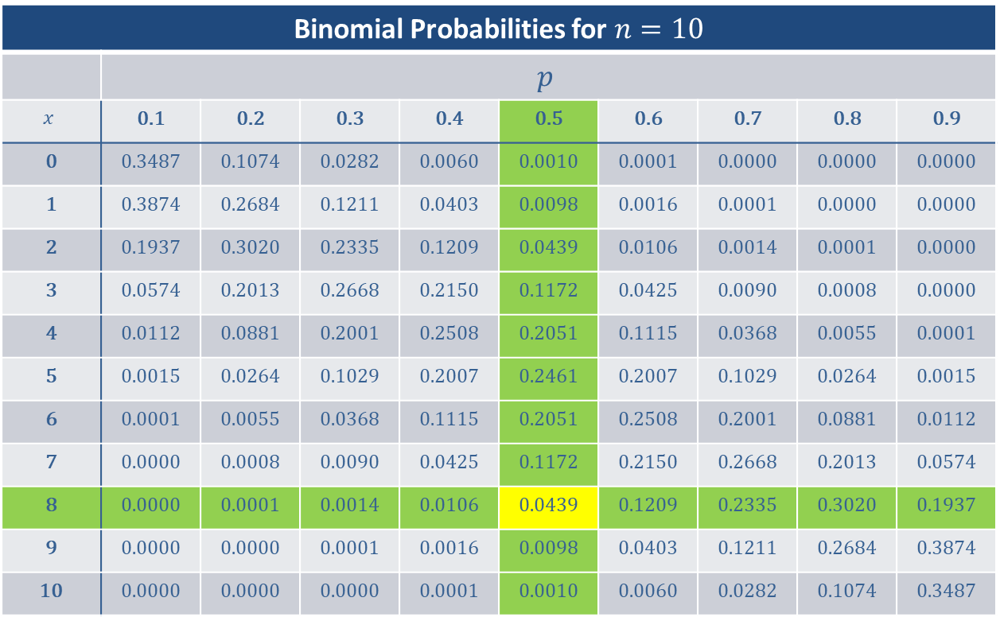 Binomial Probabilities for n = 10
p
x 0.1 0.2 0.3 0.4 0.5 0.6 0.7 0.8 0.9
0 0.3487 0.1074 0.0282 0.0060 0.0010 0.0001 0.0000 0.0000 0.0000
1 0.3874 0.2684 0.1211 0.0403 0.0098 0.0016 0.0001 0.0000 0.0000
2 0.1937 0.3020 0.2335 0.1209 0.0439 0.0106 0.0014 0.0001 0.0000
3 0.0574 0.2013 0.2668 0.2150 0.1172 0.0425 0.0090 0.0008 0.0000
4 0.0112 0.0881 0.2001 0.2508 0.2051 0.1115 0.0368 0.0055 0.0001
5 0.0015 0.0264 0.1029 0.2007 0.2461 0.2007 0.1029 0.0264 0.0015
6 0.0001 0.0055 0.0368 0.1115 0.2051 0.2508 0.2001 0.0881 0.0112
7 0.0000 0.0008 0.0090 0.0425 0.1172 0.2150 0.2668 0.2013 0.0574
8 0.0000 0.0001 0.0014 0.0106 0.0439 0.1209 0.2335 0.3020 0.1937
9 0.0000 0.0000 0.0001 0.0016 0.0098 0.0403 0.1211 0.2684 0.3874
10 0.0000 0.0000 0.0000 0.0001 0.0010 0.0060 0.0282 0.1074 0.3487